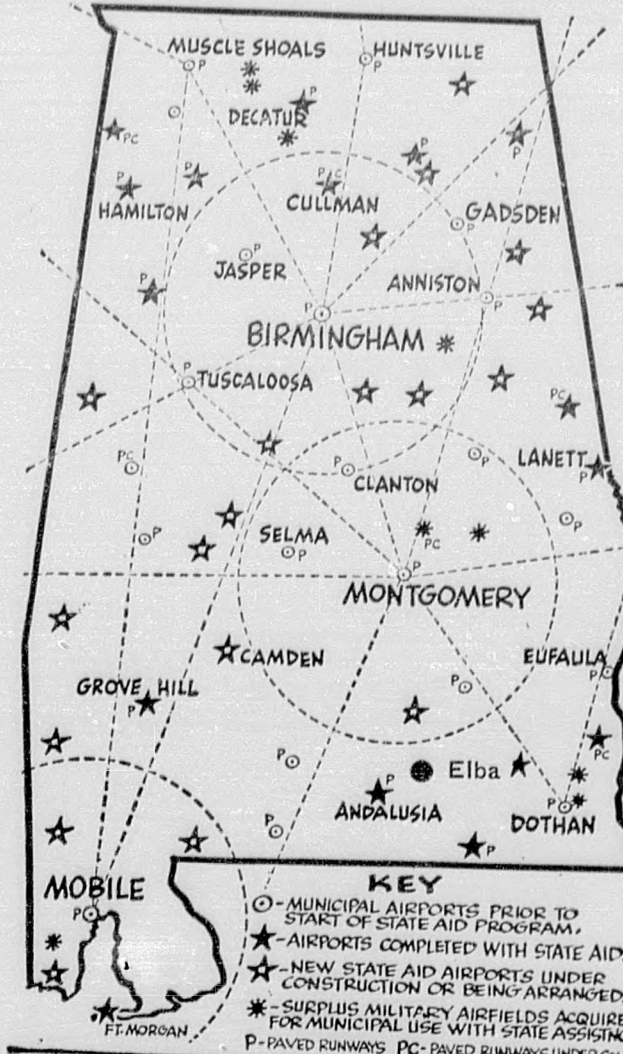 MUSCLE SHOALS
P
HUNTSVILLE
P
P
DECATUR
PC
P
P
P
P
HAMILTON
PC
CULLMAN
GADSDEN
P
P
JASPER
ANNISTON
P
P
P
BIRMINGHAM
TUSCALOOSA
PC
PC
P
CLANTON
P
LANETT
P
P
SELMA
P
PC
P
P
MONTGOMERY
CAMDEN
EUFAULA
P
GROVE HILL
P
P
PC
P
Elba
P
ANDALUSIA
P
DOTHAN
P
P
MOBILE
P
FT. MORGAN
KEY
-MUNICIPAL AIRPORTS PRIOR TO
START OF STATE AID PROGRAM.
-AIRPORTS COMPLETED WITH STATE AID
-NEW STATE AID AIRPORTS UNDER
CONSTRUCTION OR BEING ARRANGED
-SURPLUS MILITARY AIRFIELDS ACQUIRE
FOR MUNICIPAL USE WITH STATE ASSISTNC
P-PAVED RUNWAYS PC-PAVED RUNWAYS UNDER